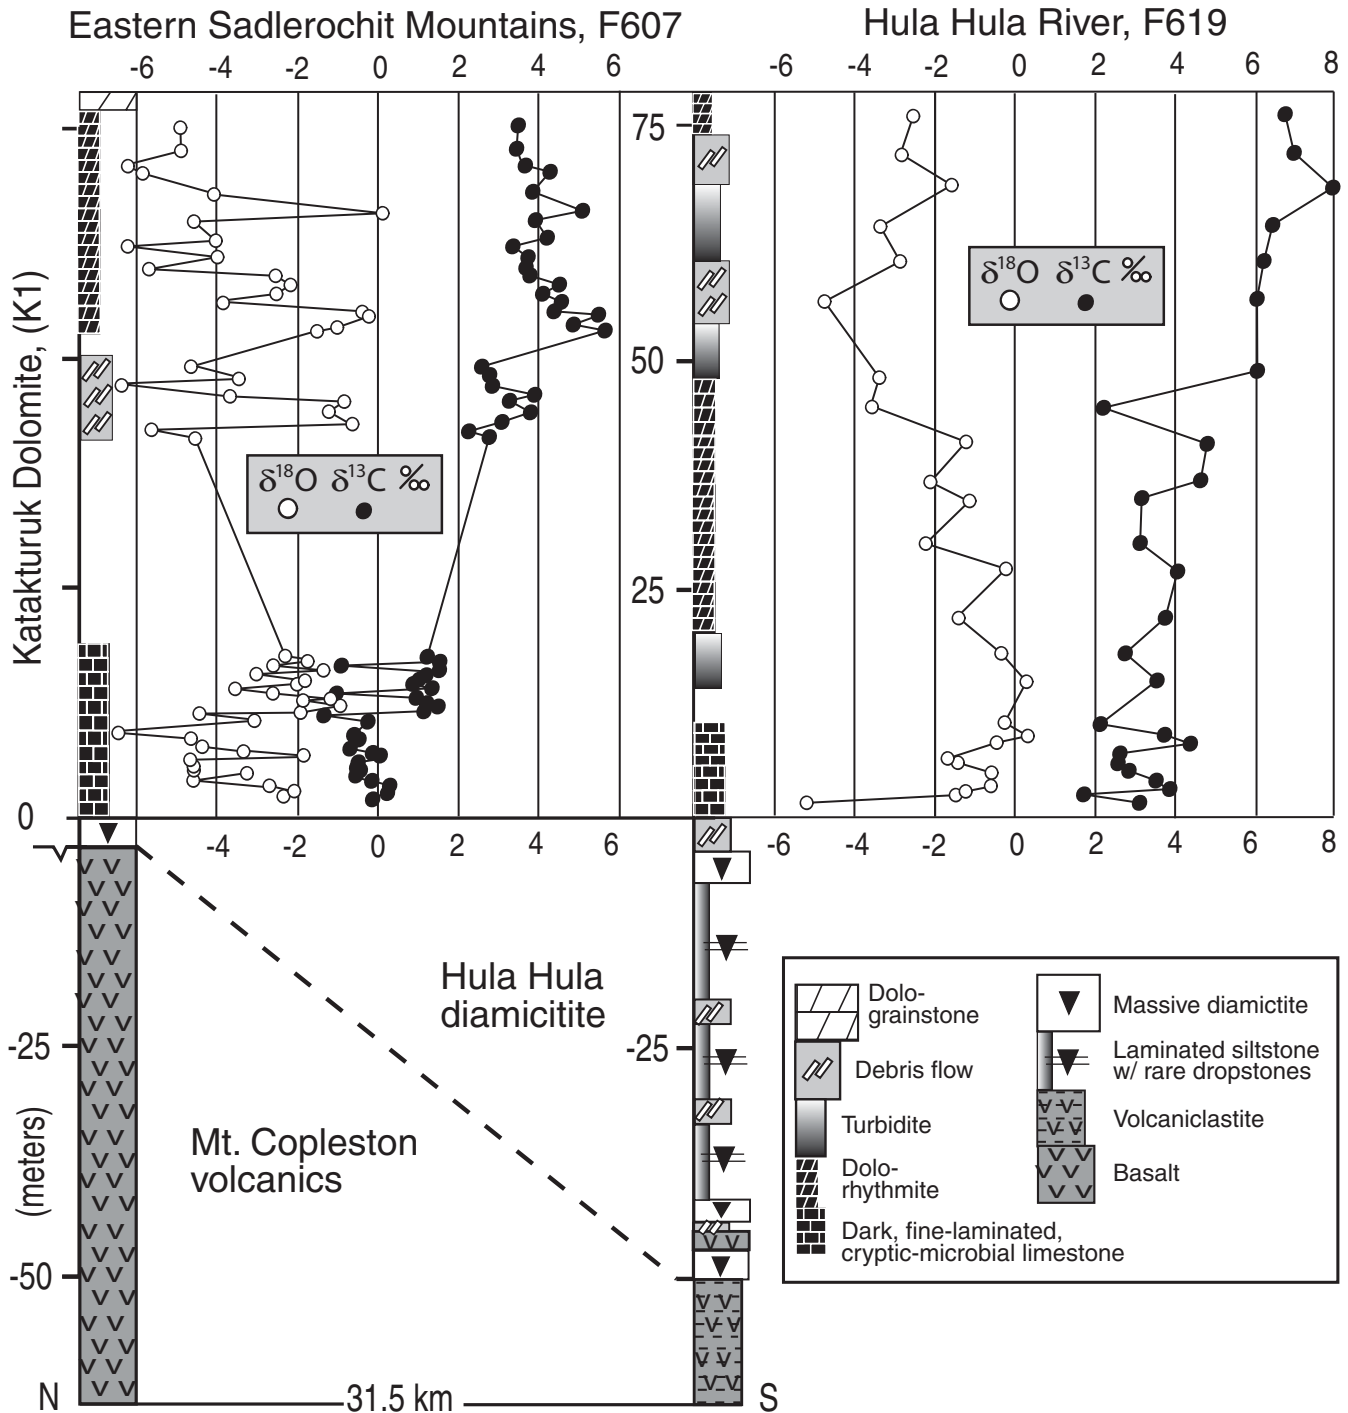 Eastern Sadlerochit Mountains, F607
Hula Hula River, F619
-6 -4 -2 0 2 4 6
-6 -4 -2 0 2 4 6 8
Katakturuk Dolomite, (K1)
75
50
25
0
δ18O δ13C ‰
δ18O δ13C ‰
-4 -2 0 2 4 6
-6 -4 -2 0 2 4 6 8
-25
-50
(meters)
-25
Hula Hula
diamicitite
Mt. Copleston
volcanics
N
31.5 km
S
Dolo-
grainstone
Debris flow
Turbidite
Dolo-
rhythmite
Dark, fine-laminated,
cryptic-microbial limestone
Massive diamictite
Laminated siltstone
w/ rare dropstones
Volcaniclastite
Basalt